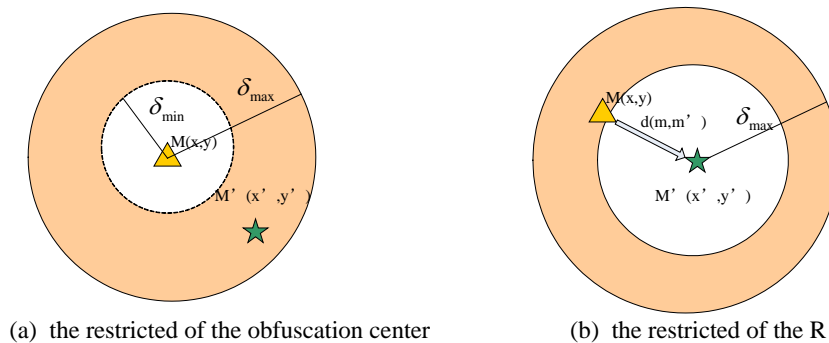 δmin
δmax
M(x,y)
M’ (x’ ,y’ )
(a) the restricted of the obfuscation center
M(x,y)
d(m,m’ )
δmax
M’ (x’ ,y’ )
(b) the restricted of the R